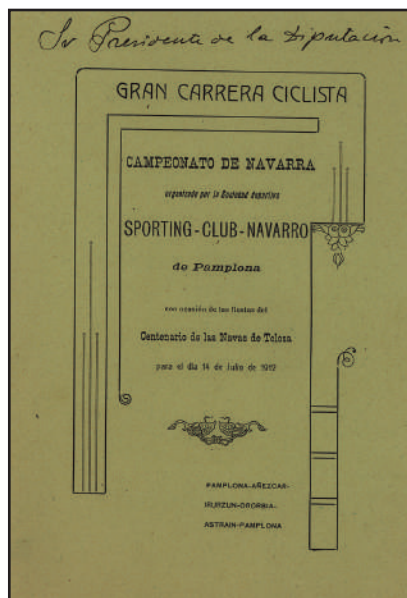 Sr Presidente de la Diputación
GRAN CARRERA CICLISTA
CAMPEONATO DE NAVARRA
organizado por la Sociedad deportiva
SPORTING-CLUB-NAVARRO
de Pamplona
con ocasión de las fiestas del
Centenario de las Navas de Tolosa
para el dia 14 de Julio de 1912
PAMPLONA-AÑEZCAR-
IRURZUN-ORORBIA-
ASTRAIN-PAMPLONA